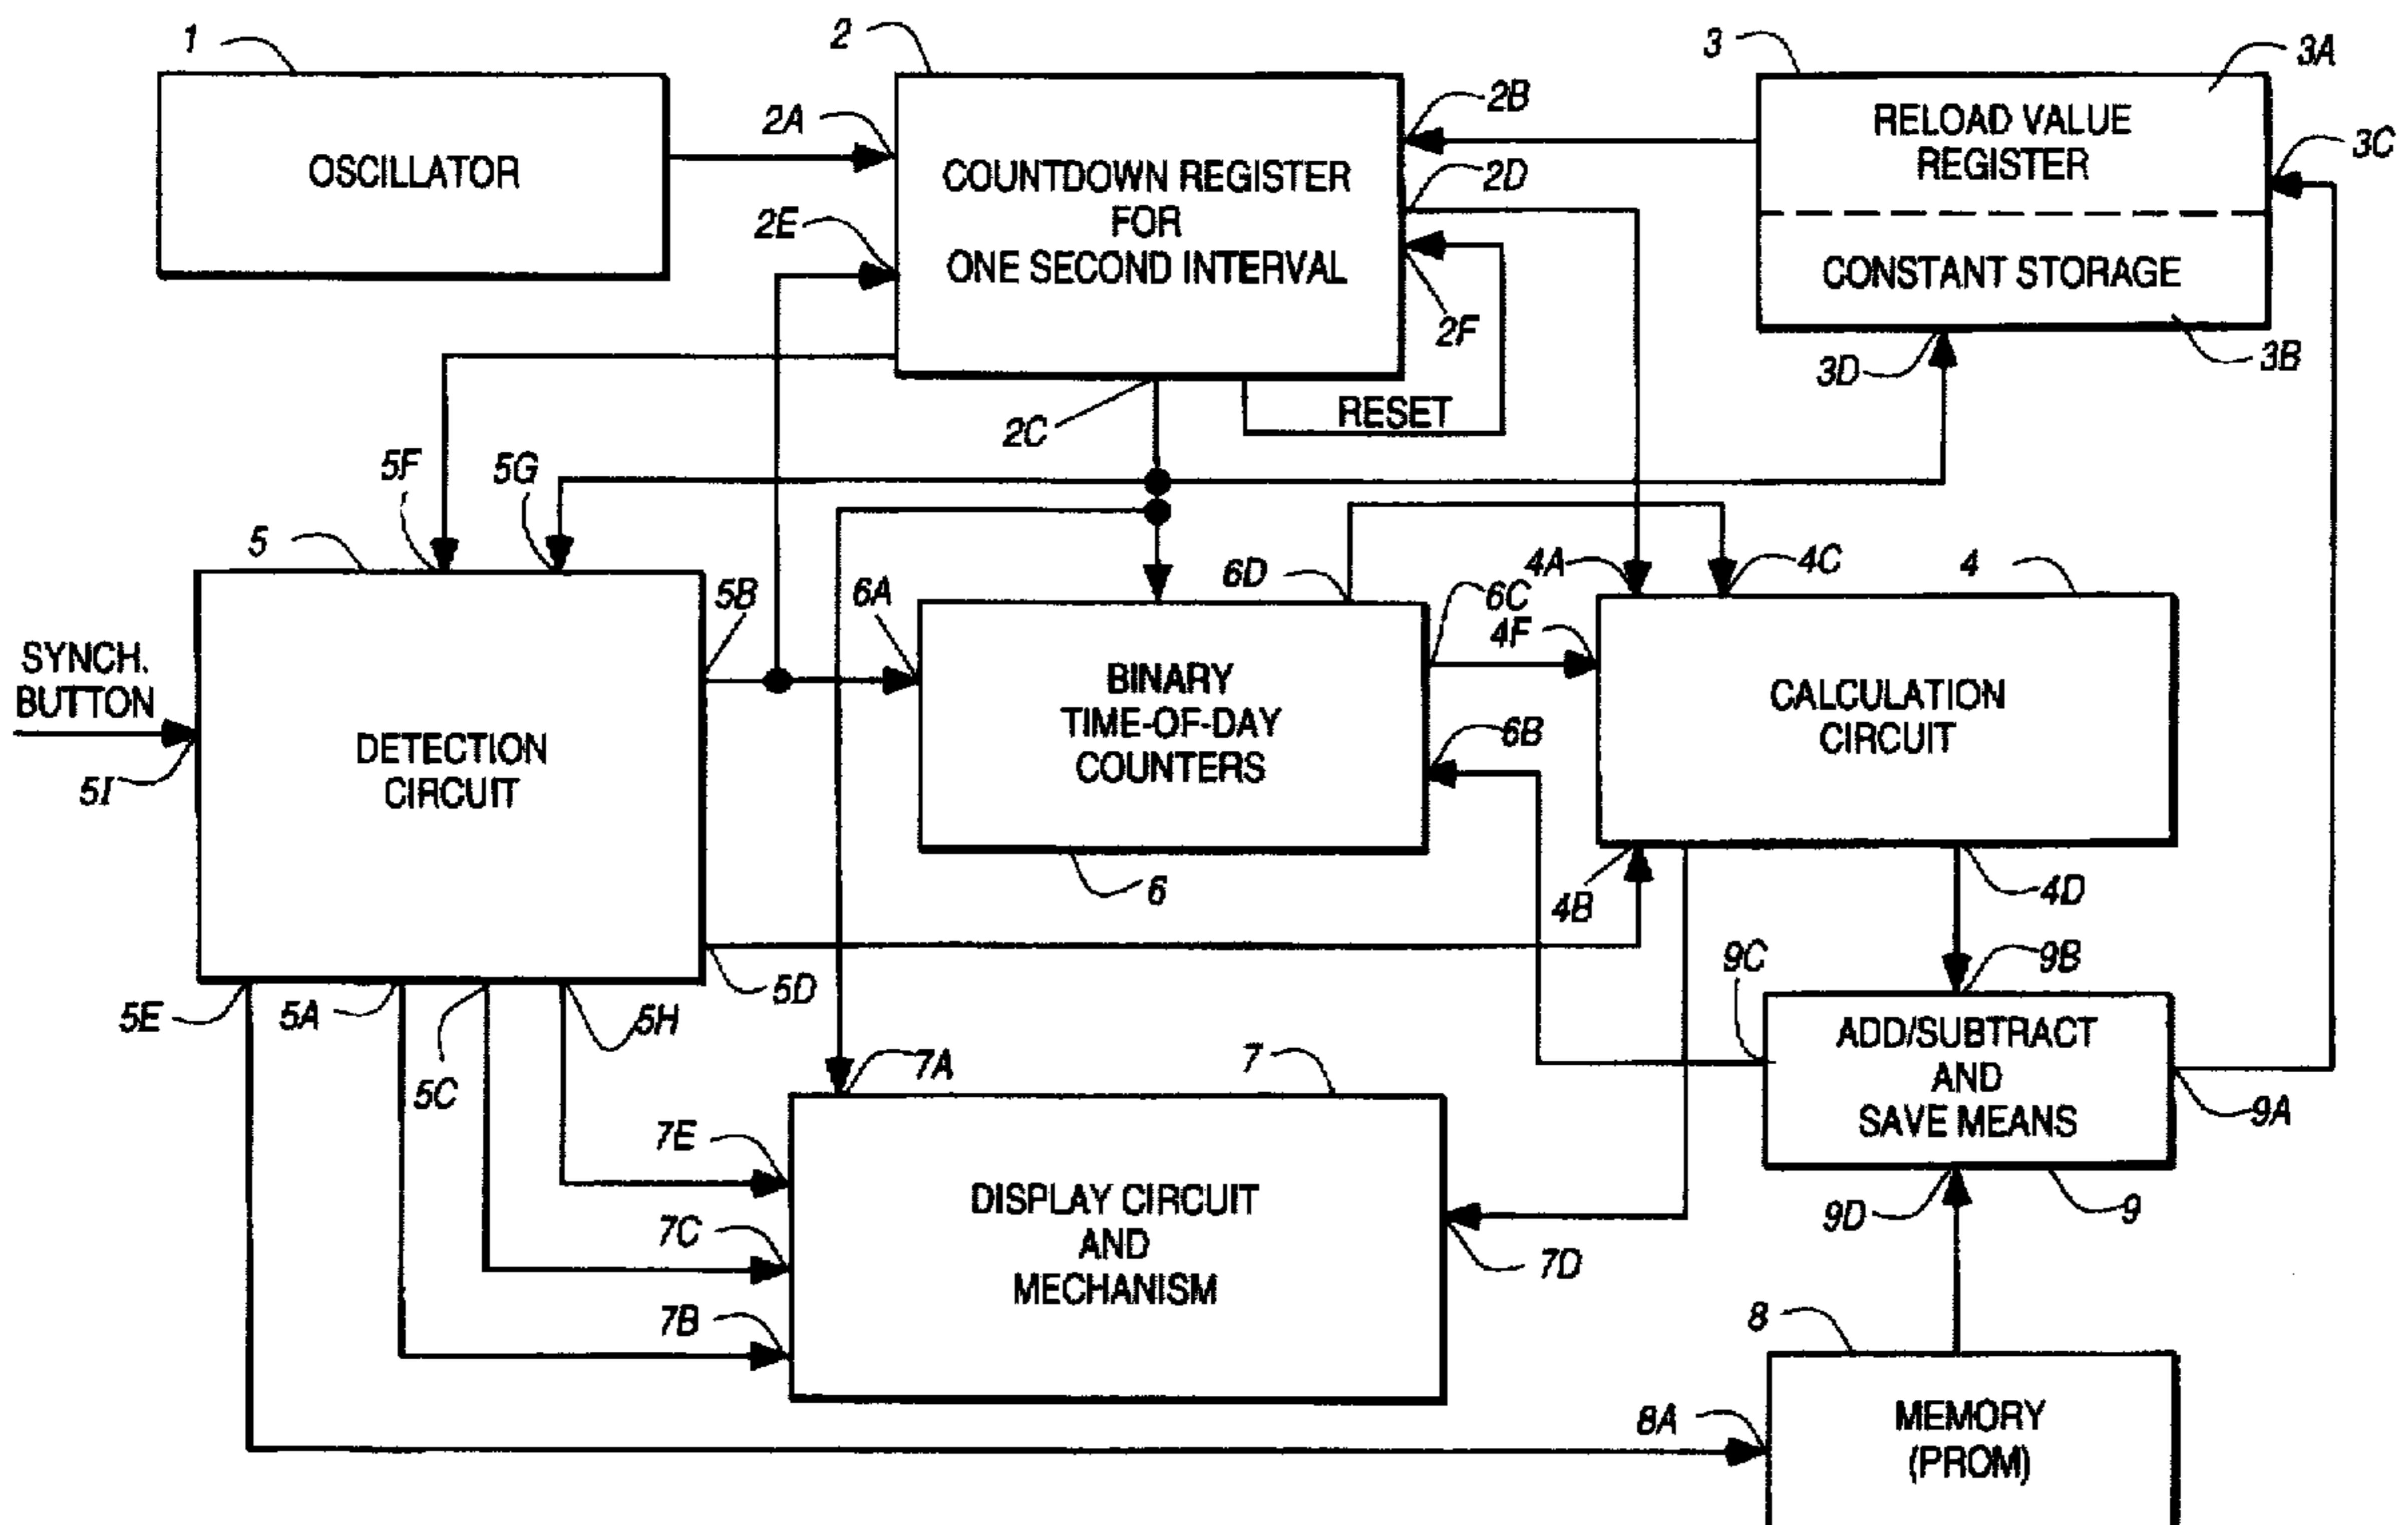 1
2
3
3A
OSCILLATOR
2A
2E
COUNTDOWN REGISTER
FOR
ONE SECOND INTERVAL
2B
2D
2F
RELOAD VALUE
REGISTER
3C
CONSTANT STORAGE
3D
3B
2C
RESET
5F
5G
5
5B
6A
6D
6C
4A
4C
4
4F
SYNCH.
BUTTON
5I
DETECTION
CIRCUIT
BINARY
TIME-OF-DAY
COUNTERS
6B
CALCULATION
CIRCUIT
6
4B
4D
5E
5A
5C
5H
5D
9C
9B
ADD/SUBTRACT
AND
SAVE MEANS
9A
7A
7
7E
7C
7B
DISPLAY CIRCUIT
AND
MECHANISM
7D
9D
9
8
8A
MEMORY
(PROM)